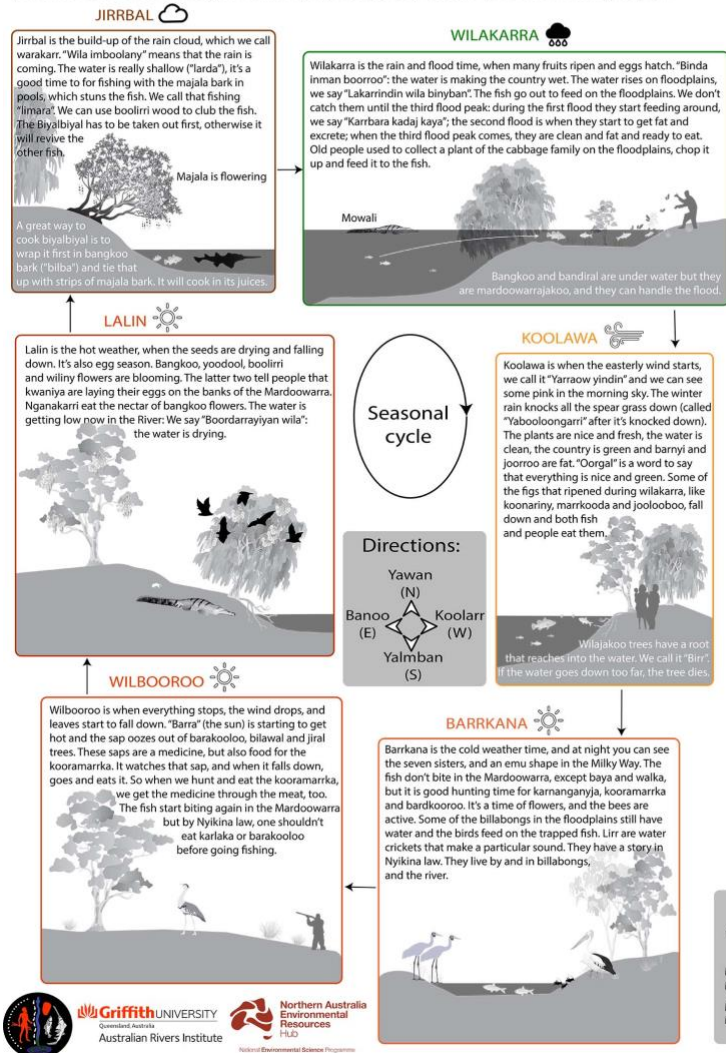 JIRRBAL
Jirrbal is the build-up of the rain cloud, which we call
warakarr. “Wila imboolany” means that the rain is
coming. The water is really shallow (“larda”), it’s a
good time to for fishing with the majala bark in
pools, which stuns the fish. We call that fishing
“limara”. We can use boolirri wood to club the fish.
The Biyalbiyal has to be taken out first, otherwise it
will revive the
other fish.
Majala is flowering
A great way to
cook biyalbiyal is to
wrap it first in bangkoo
bark (“bilba”) and tie that
up with strips of majala bark. It will cook in its juices.
WILAKARRA
Wilakarra is the rain and flood time, when many fruits ripen and eggs hatch. “Binda
inman boorroo”: the water is making the country wet. The water rises on floodplains,
we say “Lakarrindin wila binyban”. The fish go out to feed on the floodplains. We don’t
catch them until the third flood peak: during the first flood they start feeding around,
we say “Karrbara kadaj kaya”; the second flood is when they start to get fat and
excrete; when the third flood peak comes, they are clean and fat and ready to eat.
Old people used to collect a plant of the cabbage family on the floodplains, chop it
up and feed it to the fish.
Mowali
Bangkoo and bandiral are under water but they
are mardoowarrajakoo, and they can handle the flood.
LALIN
Lalin is the hot weather, when the seeds are drying and falling
down. It’s also egg season. Bangkoo, yoodool, boolirri
and wiliny flowers are blooming. The latter two tell people that
kwaniya are laying their eggs on the banks of the Mardoowarra.
Nganakarri eat the nectar of bangkoo flowers. The water is
getting low now in the River: We say “Boordarrayiyan wila”:
the water is drying.
Seasonal
cycle
KOOLAWA
Koolawa is when the easterly wind starts,
we call it “Yarraow yindin” and we can see
some pink in the morning sky. The winter
rain knocks all the spear grass down (called
“Yabooloongarri” after it’s knocked down).
The plants are nice and fresh, the water is
clean, the country is green and barnyi and
joorroo are fat. “Oorgal” is a word to say
that everything is nice and green. Some of
the figs that ripened during wilakarra, like
koonariny, marrkooda and joolooboo, fall
down and both fish
and people eat them.
Wilajakoo trees have a root
that reaches into the water. We call it “Birr”.
If the water goes down too far, the tree dies.
Directions:
Yawan
(N)
Banoo
(E)
Koolarr
(W)
Yalmban
(S)
WILBOOROO
Wilbooroo is when everything stops, the wind drops, and
leaves start to fall down. “Barra” (the sun) is starting to get
hot and the sap oozes out of barakooloo, bilawal and jiral
trees. These saps are a medicine, but also food for the
kooramarrka. It watches that sap, and when it falls down,
goes and eats it. So when we hunt and eat the kooramarrka,
we get the medicine through the meat, too.
The fish start biting again in the Mardoowarra
but by Nyikina law, one shouldn’t
eat karlaka or barakooloo
before going fishing.
BARRKANA
Barrkana is the cold weather time, and at night you can see
the seven sisters, and an emu shape in the Milky Way. The
fish don’t bite in the Mardoowarra, except baya and walka,
but it is good hunting time for karnanganyja, kooramarrka
and bardkooroo. It’s a time of flowers, and the bees are
active. Some of the billabongs in the floodplains still have
water and the birds feed on the trapped fish. Lirr are water
crickets that make a particular sound. They have a story in
Nyikina law. They live by and in billabongs,
and the river.
Griffith UNIVERSITY
Queensland, Australia
Australian Rivers Institute
Northern Australia
Environmental
Resources
Hub
National Environmental Science Programme